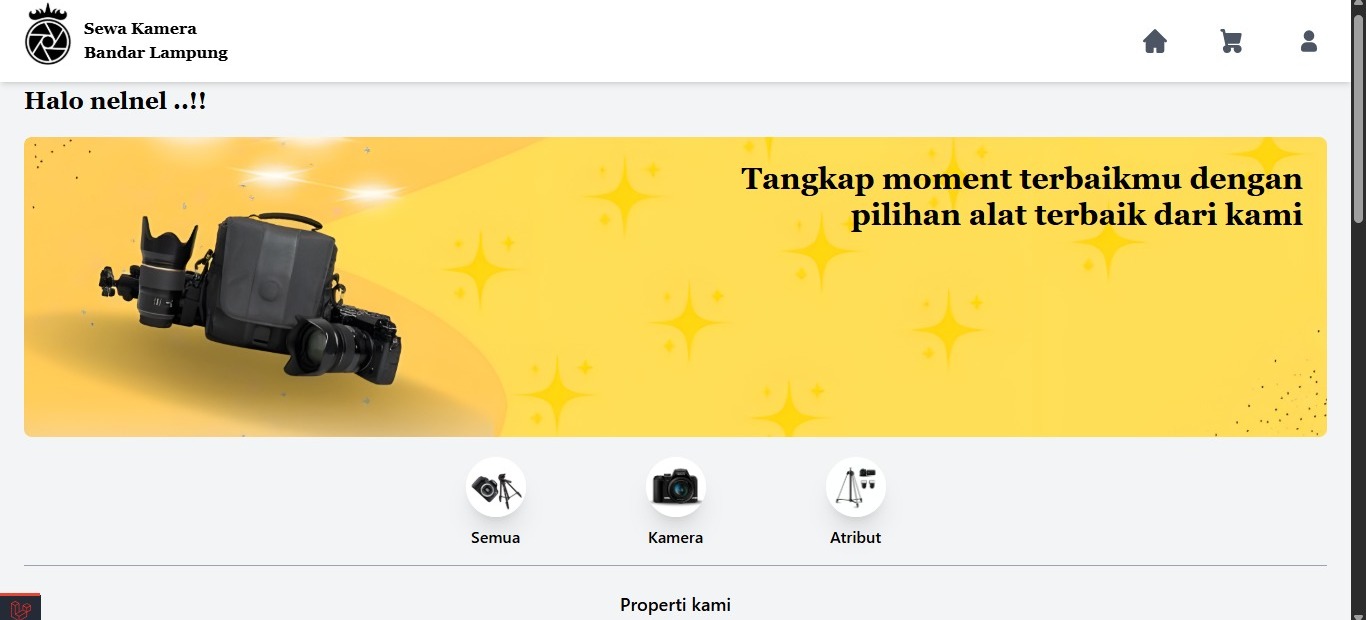 Sewa Kamera
Bandar Lampung
Halo nelnel ..!!
Tangkap moment terbaikmu dengan
pilihan alat terbaik dari kami
Semua
Kamera
Atribut
Properti kami